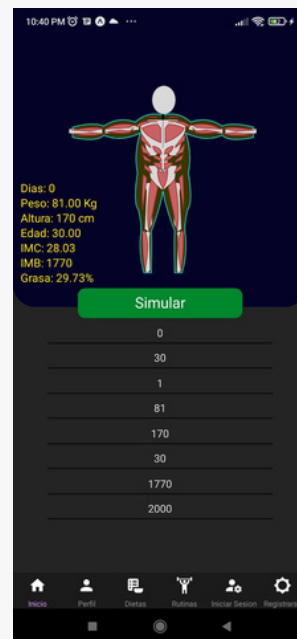 10:40 PM
Dias: 0
Peso: 81.00 Kg
Altura: 170 cm
Edad: 30.00
IMC: 28.03
IMB: 1770
Grasa: 29.73%
Simular
0
30
1
81
170
30
1770
2000
Inicio
Perfil
Dietas
Rutinas
Iniciar Sesion